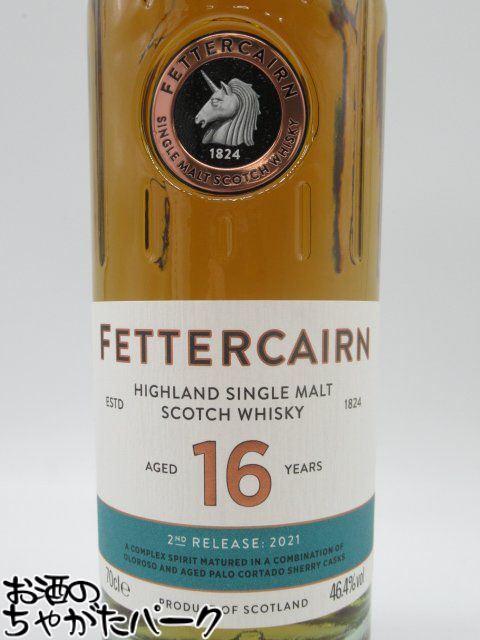 FETTERCAIRN
1824
SINGLE MALT SCOTCH WHISKY
FETTERCAIRN
HIGHLAND SINGLE MALT
ESTD SCOTCH WHISKY 1824
AGED 16 YEARS
2ND RELEASE: 2021
A COMPLEX SPIRIT MATURED IN A COMBINATION OF
OLOROSO AND AGED PALO CORTADO SHERRY CASKS
70cl e 46.4%vol
PRODUCT OF SCOTLAND
お酒の
ちゃがたパーク